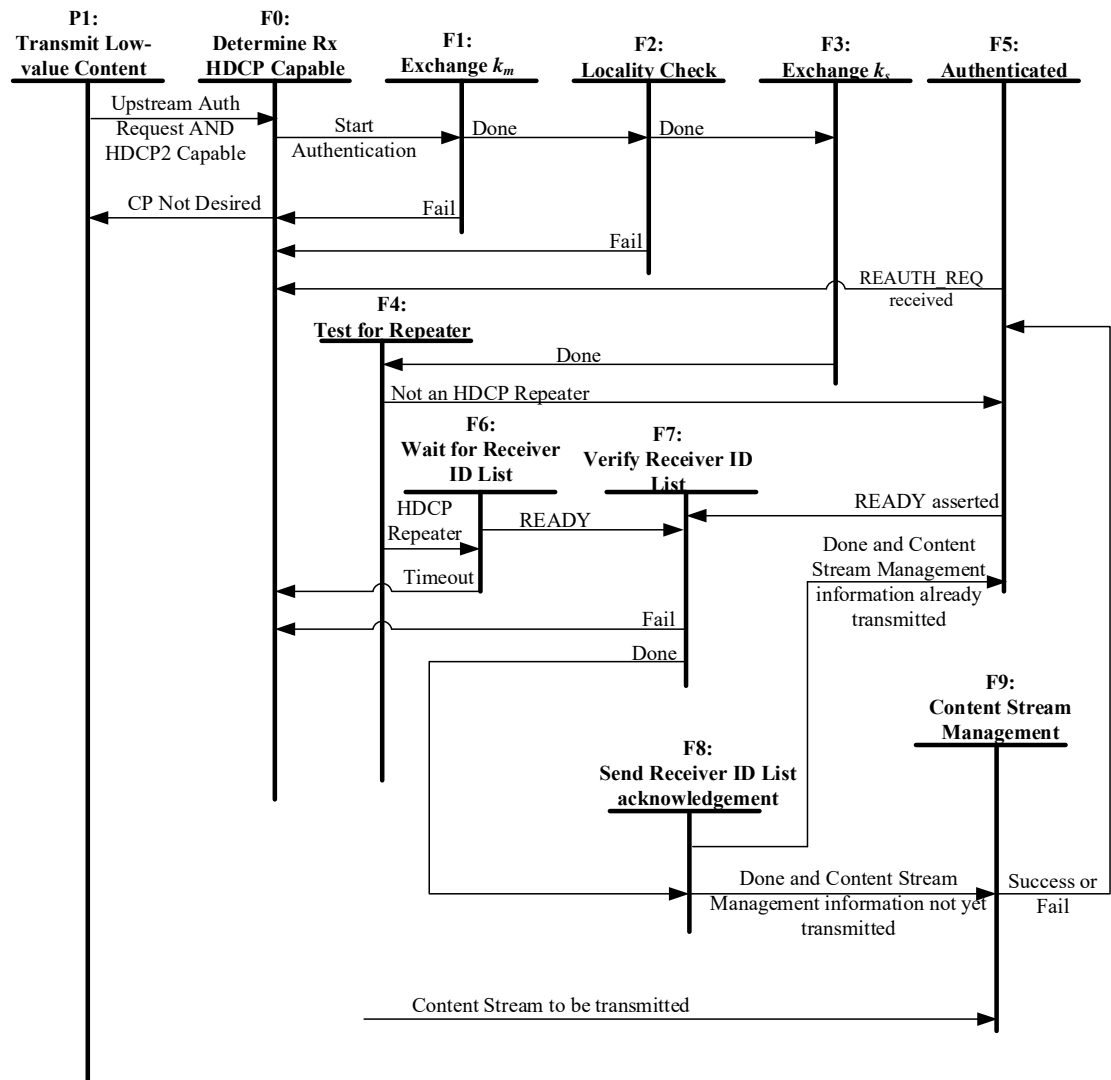 P1:
Transmit Low-
value Content
F0:
Determine Rx
HDCP Capable
F1:
Exchange km
F2:
Locality Check
F3:
Exchange ks
F5:
Authenticated
Upstream Auth
Request AND
HDCP2 Capable
Start
Authentication
Done
Done
CP Not Desired
Fail
Fail
REAUTH_REQ
received
F4:
Test for Repeater
Done
Not an HDCP Repeater
F6:
Wait for Receiver
ID List
F7:
Verify Receiver ID
List
HDCP
Repeater
READY
READY asserted
Timeout
Done and Content
Stream Management
information already
transmitted
Fail
Done
F9:
Content Stream
Management
F8:
Send Receiver ID List
acknowledgement
Done and Content Stream
Management information not yet
transmitted
Success or
Fail
Content Stream to be transmitted